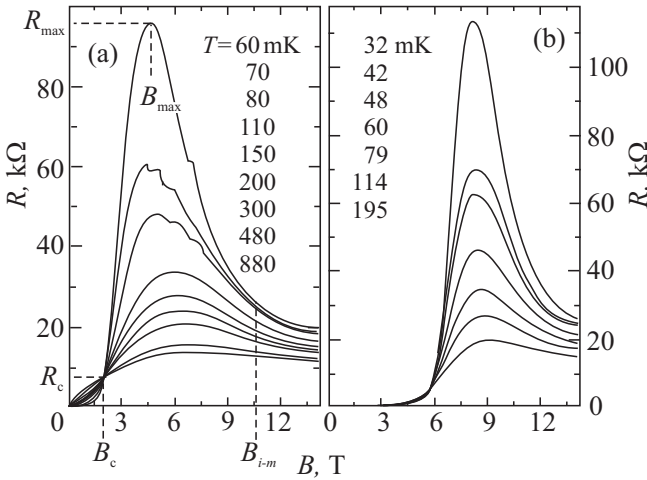 R_max
(a)
T = 60 mK
70
80
110
150
200
300
480
880
B_max
80
60
40
20
R, kΩ
R_c
0
3
6
9
12
B_c
B_i-m
B, T
(b)
32 mK
42
48
60
79
114
195
100
80
60
40
20
0
R, kΩ
0
3
6
9
12